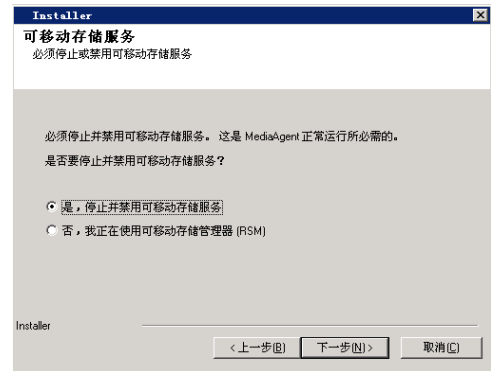 Installer
可移动存储服务
必须停止或禁用可移动存储服务
必须停止并禁用可移动存储服务。 这是 MediaAgent 正常运行所必需的。
是否要停止并禁用可移动存储服务？
是，停止并禁用可移动存储服务
否，我正在使用可移动存储管理器 (RSM)
Installer
<上一步(B) 下一步(N)> 取消(C)